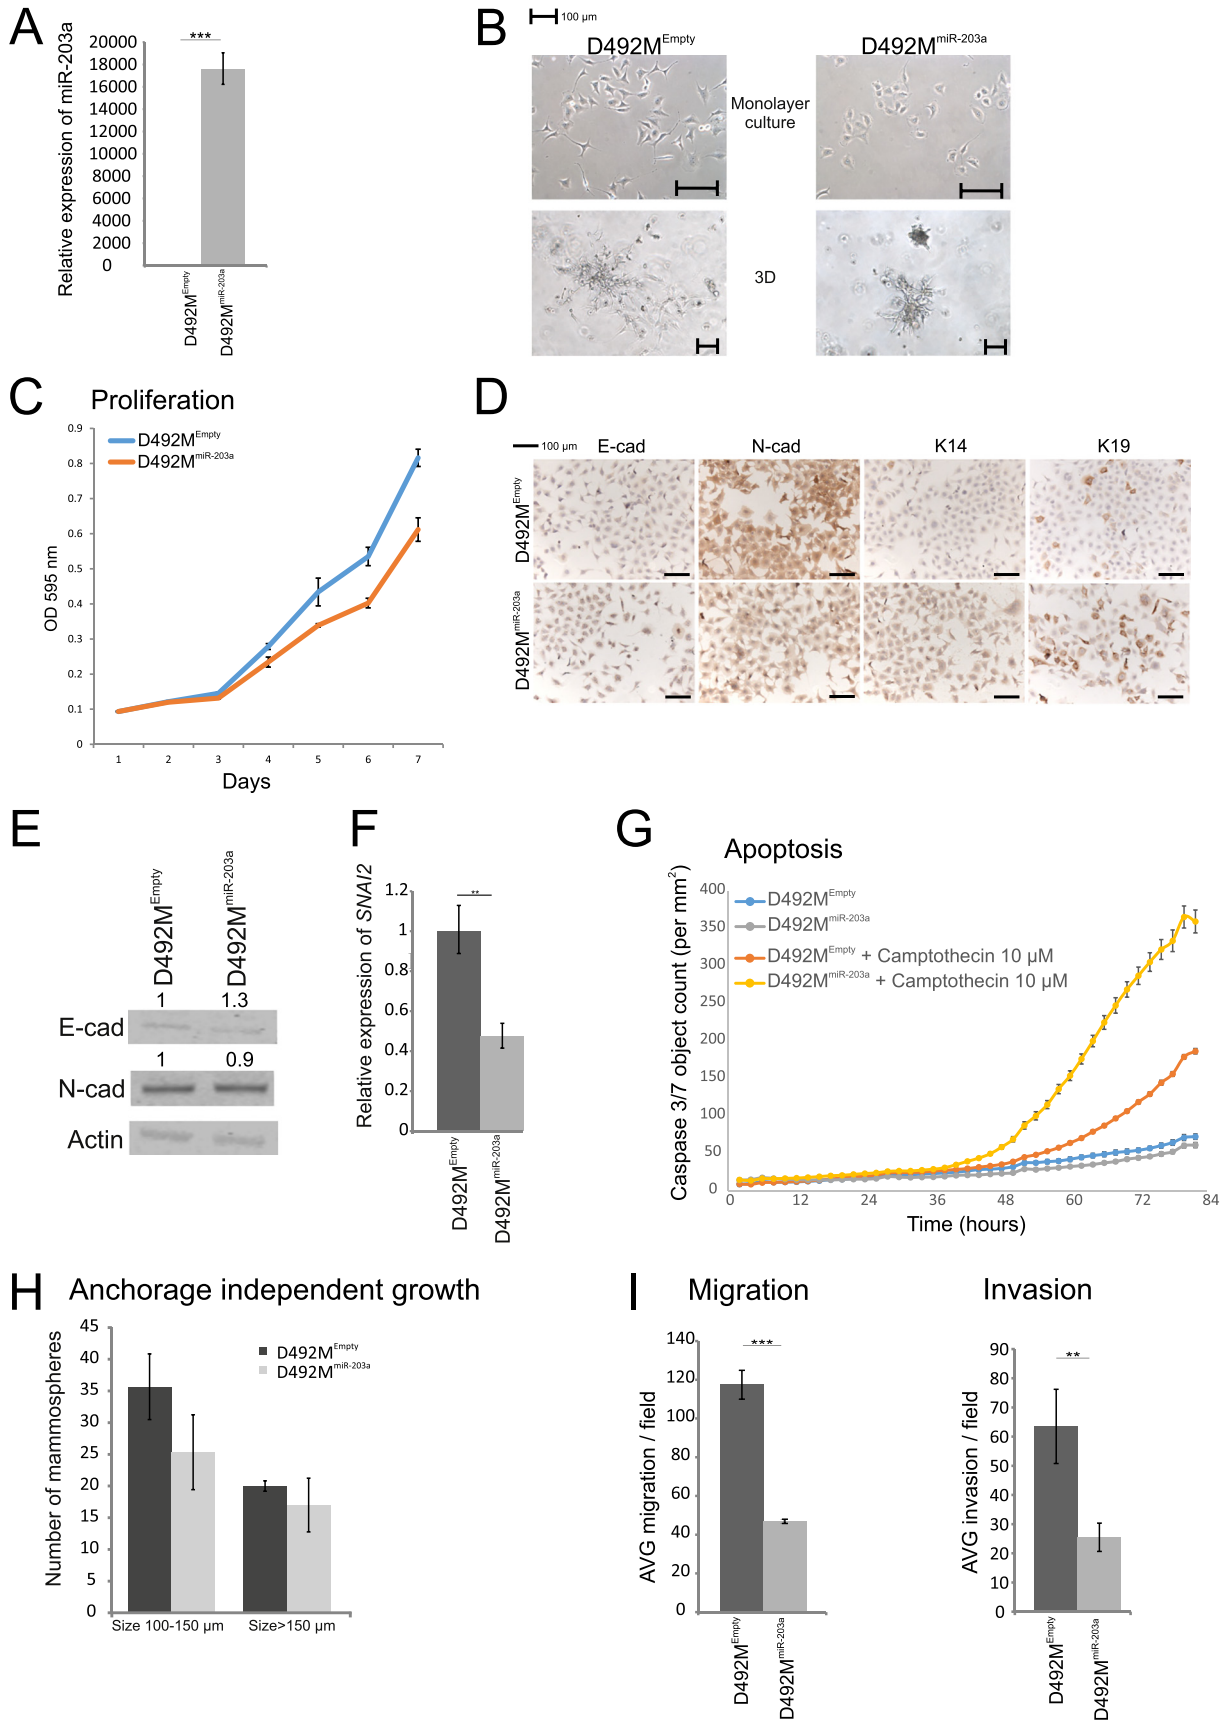 A
Relative expression of miR-203a
20000
18000
16000
14000
12000
10000
8000
6000
4000
2000
0
***
D492MEmpty
D492MmiR-203a
B
100 µm
D492MEmpty
D492MmiR-203a
Monolayer
culture
3D
C
Proliferation
D492MEmpty
D492MmiR-203a
OD 595 nm
0.9
0.8
0.7
0.6
0.5
0.4
0.3
0.2
0.1
0
1 2 3 4 5 6 7
Days
D
100 µm
E-cad N-cad K14 K19
D492MEmpty
D492MmiR-203a
E
D492MEmpty
D492MmiR-203a
1 1.3
E-cad
1 0.9
N-cad
Actin
F
Relative expression of SNAI2
1.2
1
0.8
0.6
0.4
0.2
0
**
D492MEmpty
D492MmiR-203a
G
Apoptosis
Caspase 3/7 object count (per mm2)
400
350
300
250
200
150
100
50
0
D492MEmpty
D492MmiR-203a
D492MEmpty + Camptothecin 10 µM
D492MmiR-203a + Camptothecin 10 µM
0 12 24 36 48 60 72 84
Time (hours)
H
Anchorage independent growth
Number of mammospheres
45
40
35
30
25
20
15
10
5
0
D492MEmpty
D492MmiR-203a
Size 100-150 µm
Size>150 µm
I
Migration
AVG migration / field
140
120
100
80
60
40
20
0
***
D492MEmpty
D492MmiR-203a
Invasion
AVG invasion / field
90
80
70
60
50
40
30
20
10
0
**
D492MEmpty
D492MmiR-203a